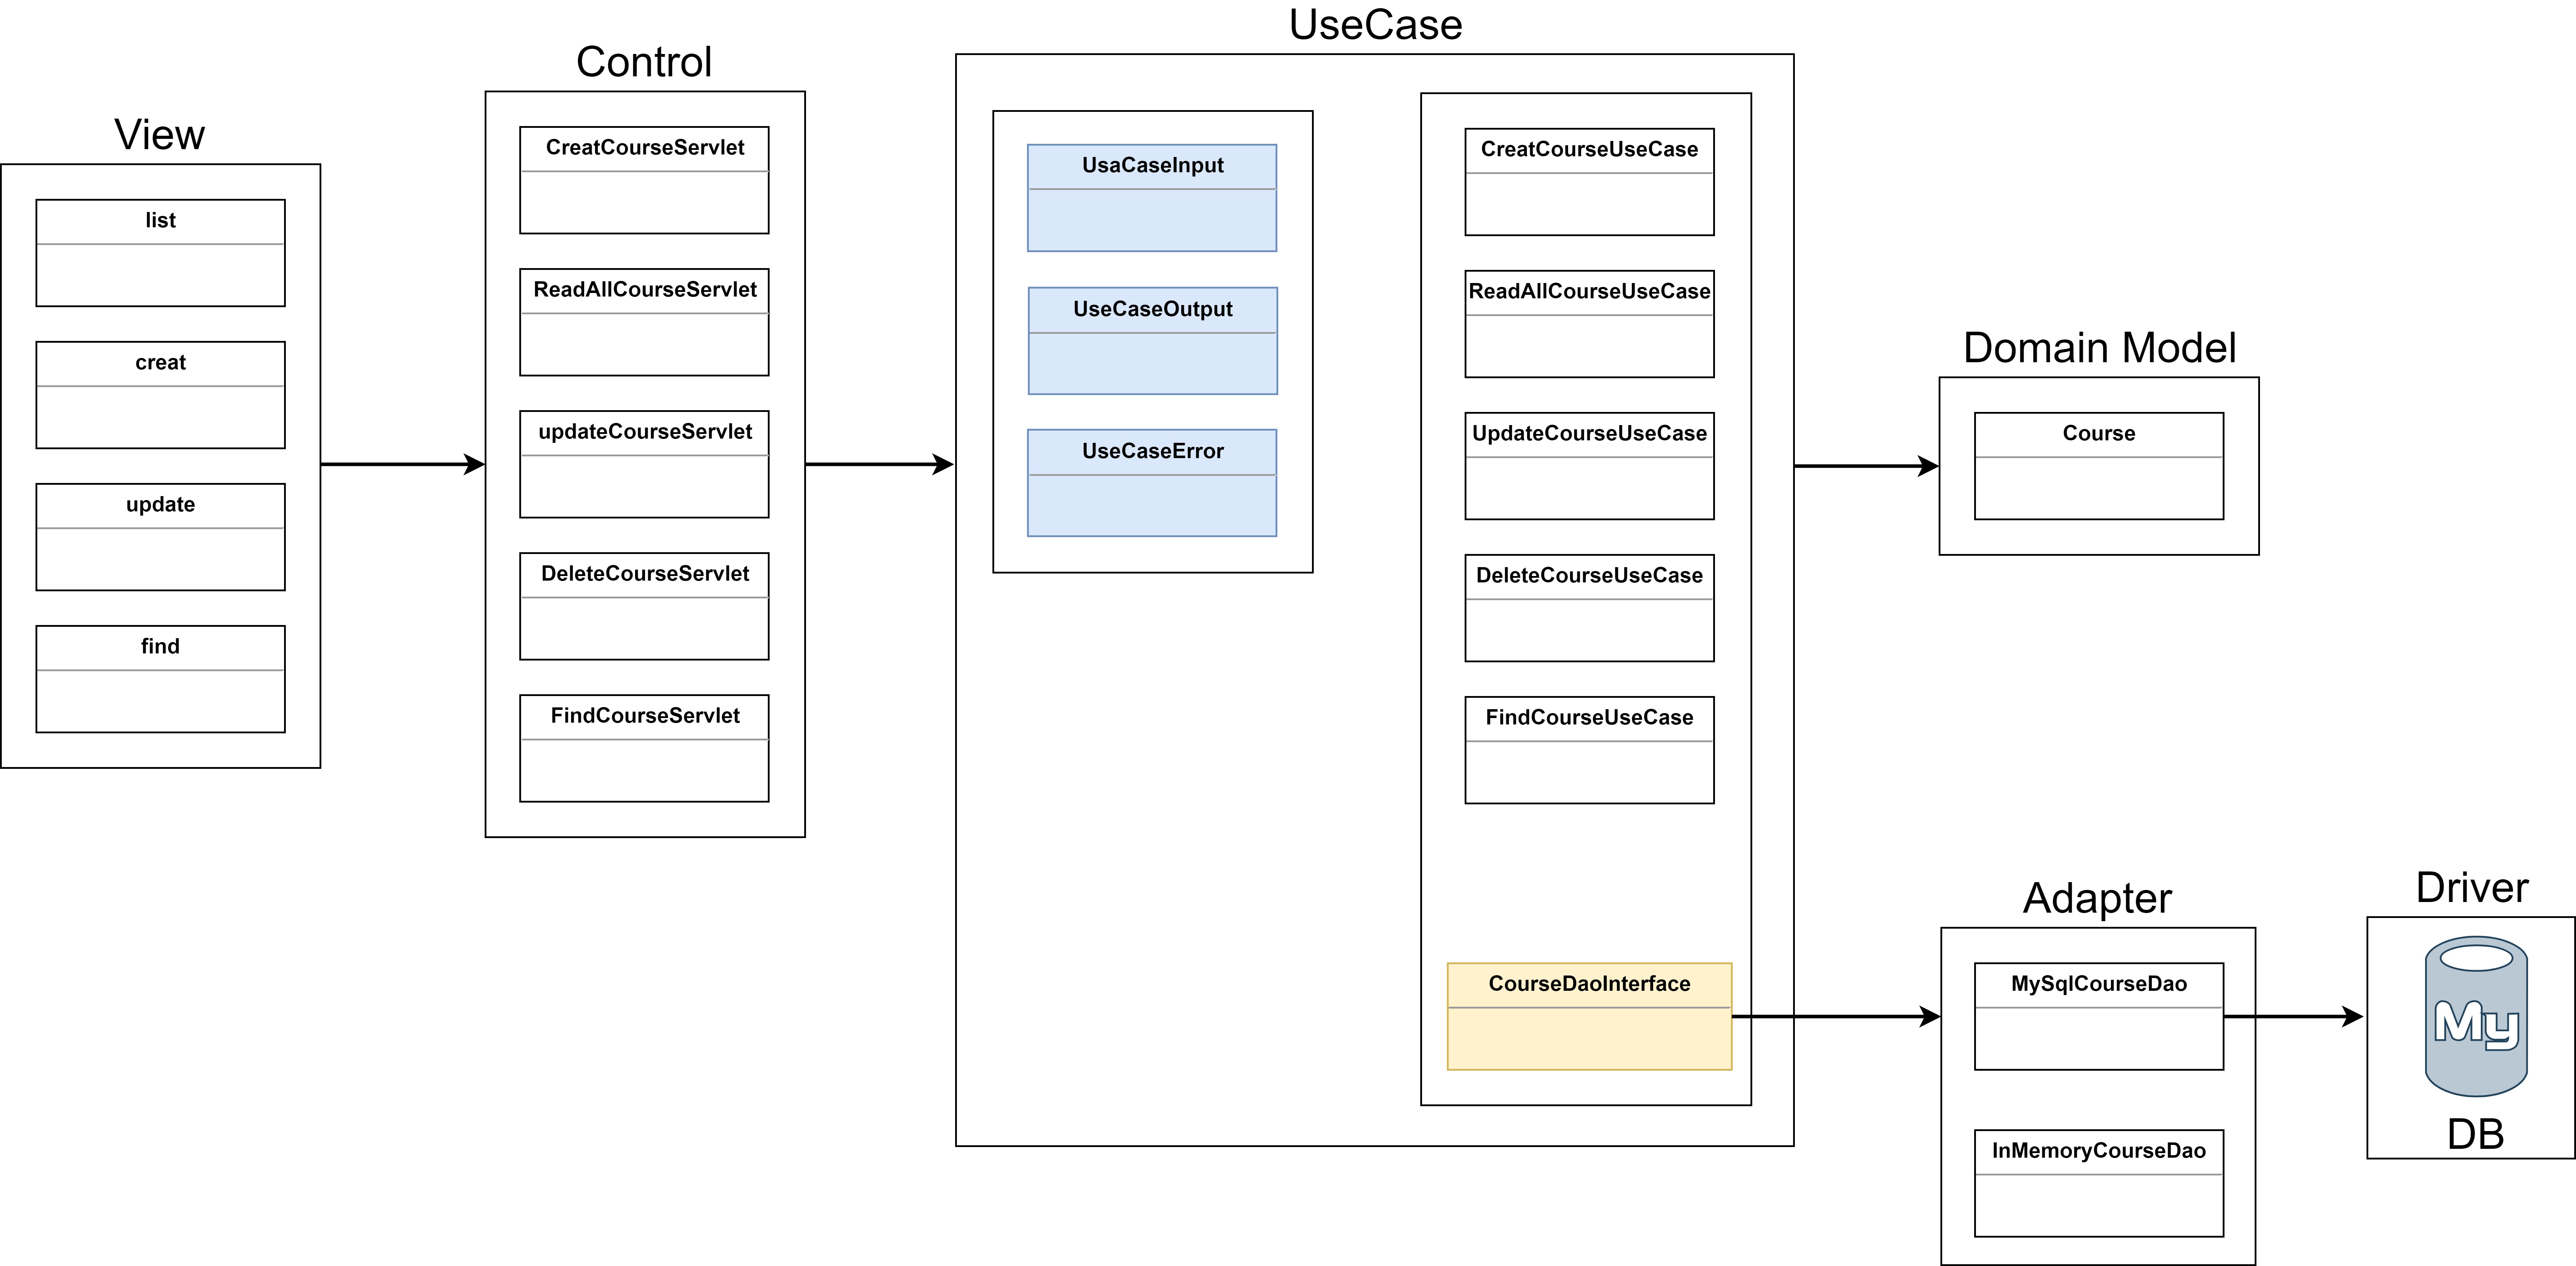 View
list
creat
update
find
Control
CreatCourseServlet
ReadAllCourseServlet
updateCourseServlet
DeleteCourseServlet
FindCourseServlet
UseCase
UsaCaseInput
UseCaseOutput
UseCaseError
CreatCourseUseCase
ReadAllCourseUseCase
UpdateCourseUseCase
DeleteCourseUseCase
FindCourseUseCase
CourseDaoInterface
Domain Model
Course
Adapter
MySqlCourseDao
InMemoryCourseDao
Driver
My
DB